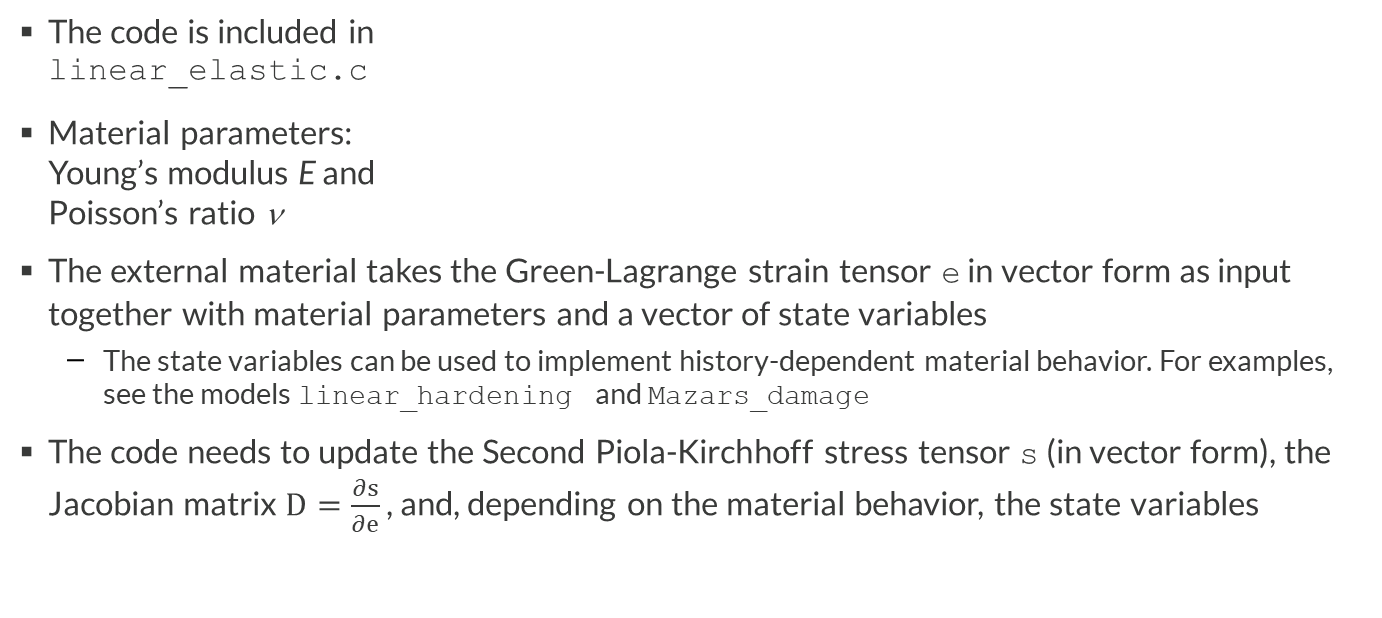 ▪ The code is included in
linear_elastic.c
▪ Material parameters:
Young’s modulus E and
Poisson’s ratio ν
▪ The external material takes the Green-Lagrange strain tensor e in vector form as input
together with material parameters and a vector of state variables
– The state variables can be used to implement history-dependent material behavior. For examples,
see the models linear_hardening and Mazars_damage
▪ The code needs to update the Second Piola-Kirchhoff stress tensor s (in vector form), the
Jacobian matrix D = ∂s/∂e, and, depending on the material behavior, the state variables